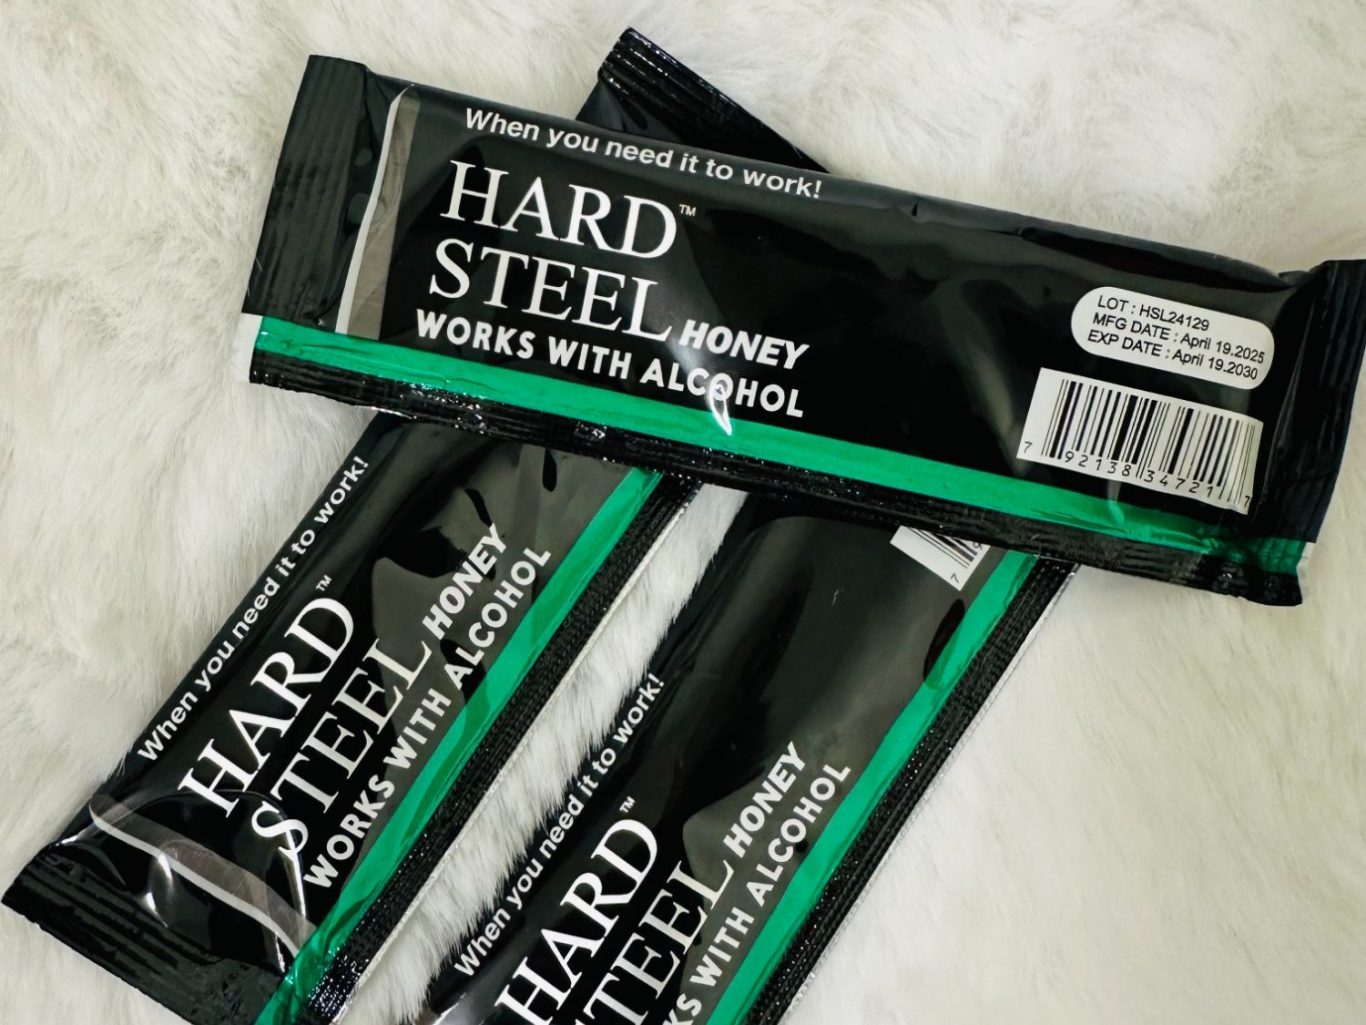 When you need it to work!
HARD™
STEEL HONEY
WORKS WITH ALCOHOL
LOT : HSL24129
MFG DATE : April 19.2025
EXP DATE : April 19.2030
7 92138 34721 7
When you need it to work!
HARD™
STEEL HONEY
WORKS WITH ALCOHOL
7 9
When you need it to work!
HARD™
STEEL HONEY
WORKS WITH ALCOHOL